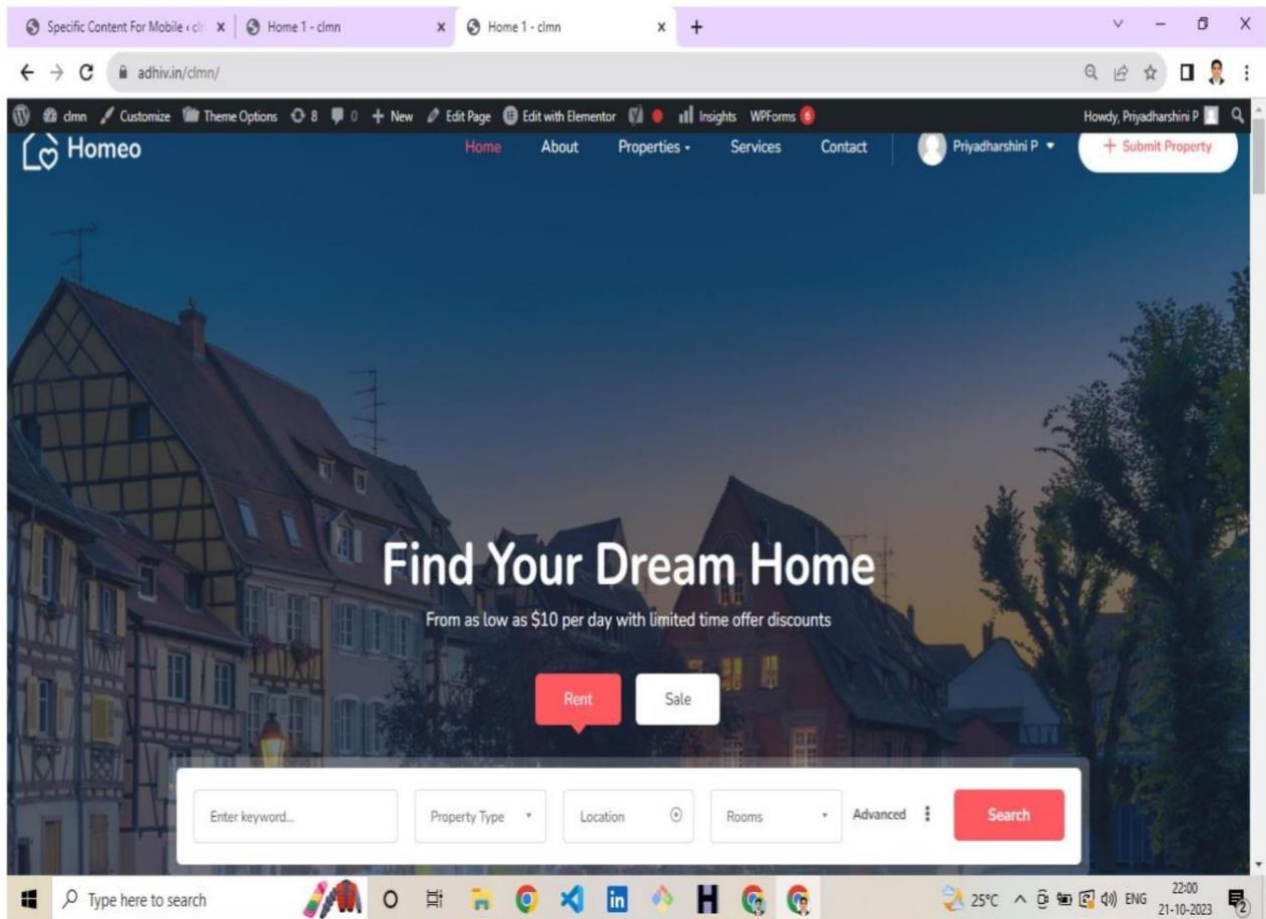 Specific Content For Mobile ‹ cl
Home 1 - clmn
Home 1 - clmn
adhiv.in/clmn/
clmn Customize Theme Options 8 0 + New Edit Page Edit with Elementor Insights WPForms 6 Howdy, Priyadharshini P
Homeo Home About Properties Services Contact Priyadharshini P + Submit Property
Find Your Dream Home
From as low as $10 per day with limited time offer discounts
Rent Sale
Enter keyword... Property Type Location Rooms Advanced Search
Type here to search 25°C ENG 22:00
21-10-2023 2